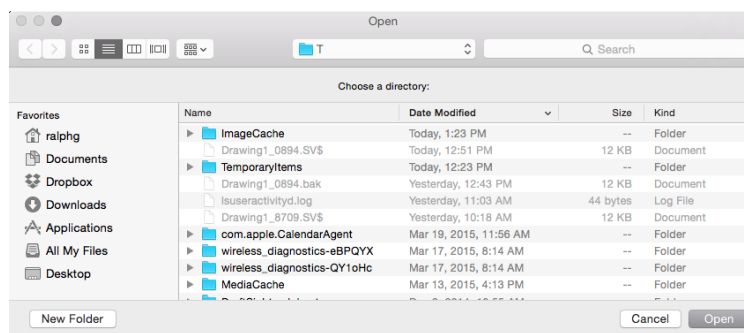 Open
T
Search
Choose a directory:
Favorites
ralphg
Documents
Dropbox
Downloads
Applications
All My Files
Desktop
Name Date Modified Size Kind
ImageCache Today, 1:23 PM -- Folder
Drawing1_0894.SV$ Today, 12:51 PM 12 KB Document
TemporaryItems Today, 12:23 PM -- Folder
Drawing1_0894.bak Yesterday, 12:43 PM 12 KB Document
lsuseractivityd.log Yesterday, 11:03 AM 44 bytes Log File
Drawing1_8709.SV$ Yesterday, 10:18 AM 12 KB Document
com.apple.CalendarAgent Mar 19, 2015, 11:56 AM -- Folder
wireless_diagnostics-eBPQYX Mar 17, 2015, 8:14 AM -- Folder
wireless_diagnostics-QY1oHc Mar 17, 2015, 8:14 AM -- Folder
MediaCache Mar 13, 2015, 4:13 PM -- Folder
New Folder Cancel Open